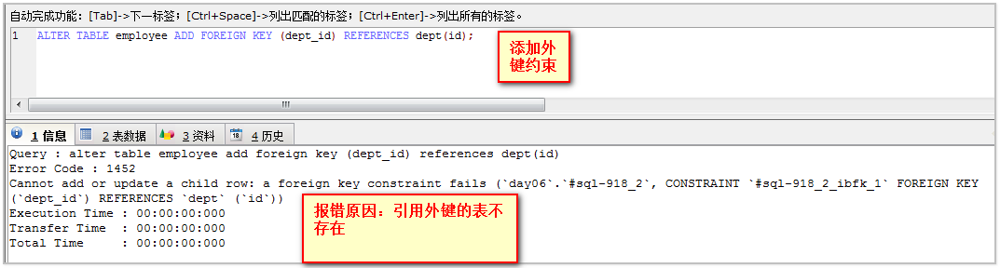 自动完成功能：[Tab]->下一标签；[Ctrl+Space]->列出匹配的标签；[Ctrl+Enter]->列出所有的标签。
1 ALTER TABLE employee ADD FOREIGN KEY (dept_id) REFERENCES dept(id);
添加外
键约束
1 信息 2 表数据 3 资料 18 4 历史
Query : alter table employee add foreign key (dept_id) references dept(id)
Error Code : 1452
Cannot add or update a child row: a foreign key constraint fails (`day06`.`#sql-918_2`, CONSTRAINT `#sql-918_2_ibfk_1` FOREIGN KEY
(`dept_id`) REFERENCES `dept` (`id`))
Execution Time : 00:00:00:000
Transfer Time : 00:00:00:000
Total Time : 00:00:00:000
报错原因：引用外键的表不
存在